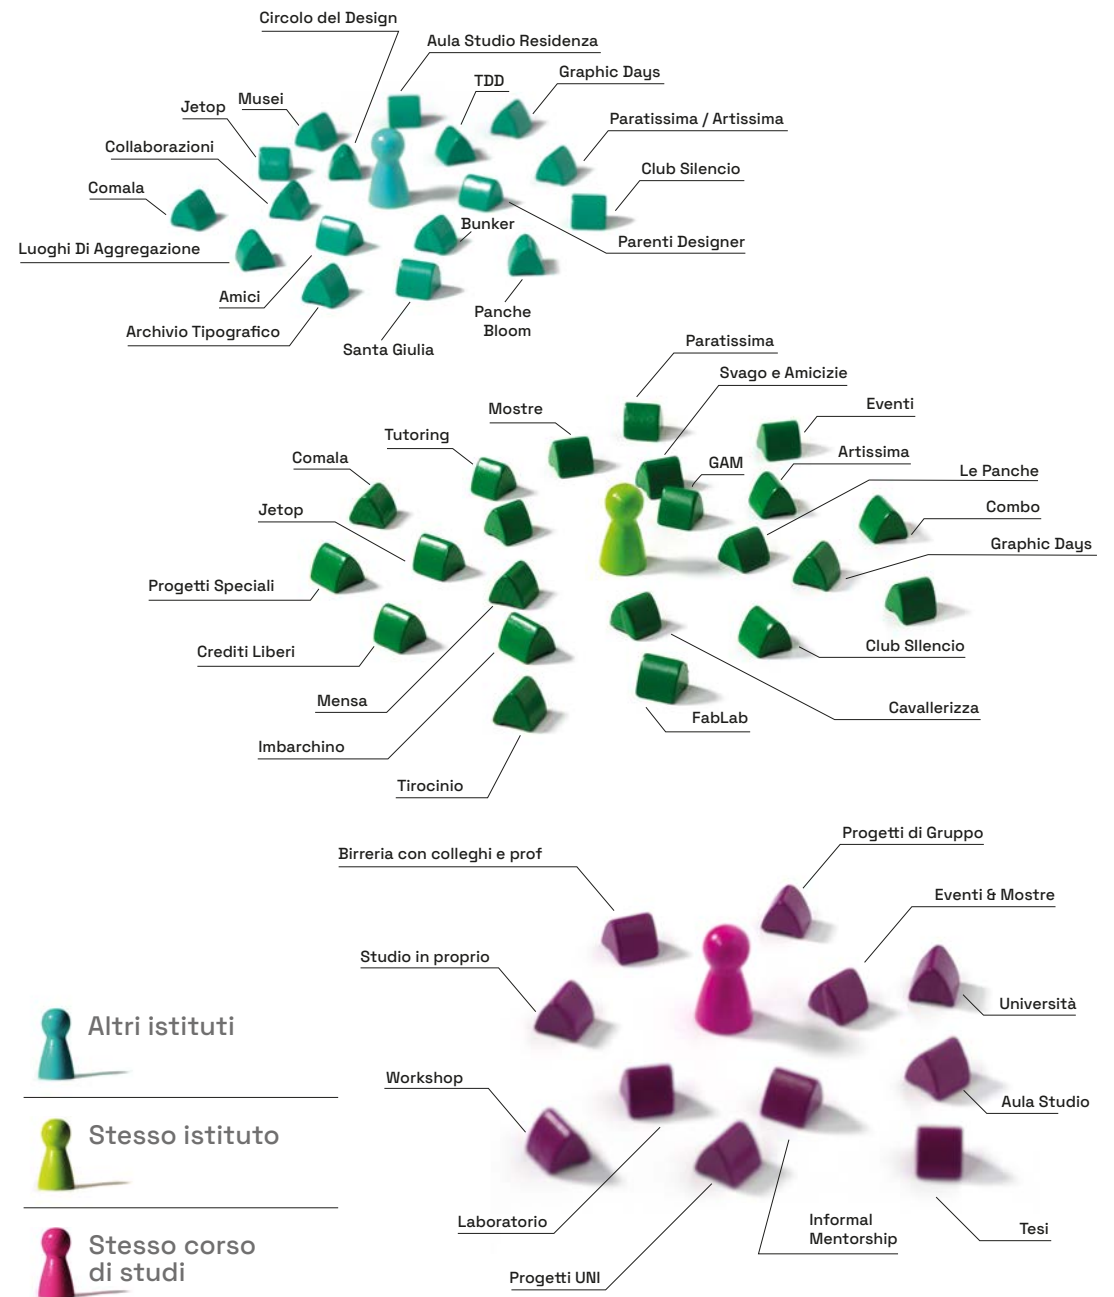 Circolo del Design
Aula Studio Residenza
TDD
Graphic Days
Musei
Jetop
Paratissima / Artissima
Collaborazioni
Club Silencio
Comala
Bunker
Parenti Designer
Luoghi Di Aggregazione
Amici
Panche
Bloom
Archivio Tipografico
Santa Giulia
Paratissima
Svago e Amicizie
Mostre
Eventi
Tutoring
Artissima
Comala
GAM
Le Panche
Jetop
Combo
Graphic Days
Progetti Speciali
Crediti Liberi
Club SIlencio
Mensa
Cavallerizza
FabLab
Imbarchino
Tirocinio
Progetti di Gruppo
Birreria con colleghi e prof
Eventi & Mostre
Studio in proprio
Università
Workshop
Aula Studio
Laboratorio
Informal
Mentorship
Tesi
Progetti UNI
Altri istituti
Stesso istituto
Stesso corso
di studi